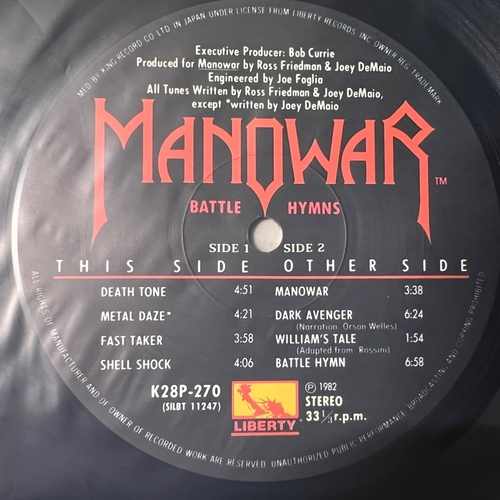 MFD BY KING RECORD CO LTD IN JAPAN UNDER LICENSE FROM LIBERTY RECORDS INC. OWNER REG. TRADEMARK
Executive Producer: Bob Currie
Produced for Manowar by Ross Friedman & Joey DeMaio
Engineered by Joe Foglia
All Tunes Written by Ross Friedman & Joey DeMaio,
except *written by Joey DeMaio
MANOWAR™
BATTLE HYMNS
SIDE 1 SIDE 2
THIS SIDE OTHER SIDE
DEATH TONE 4:51 MANOWAR 3:38
METAL DAZE* 4:21 DARK AVENGER 6:24
(Narration: Orson Welles)
FAST TAKER 3:58 WILLIAM'S TALE 1:54
(Adapted from: Rossini)
SHELL SHOCK 4:06 BATTLE HYMN 6:58
K28P-270 Ⓟ 1982
(SILBT 11247) STEREO
LIBERTY 33⅓ r.p.m.
ALL RIGHTS OF MANUFACTURER AND OF OWNER OF RECORDED WORK ARE RESERVED. UNAUTHORIZED PUBLIC PERFORMANCE, BROADCASTING AND COPYING PROHIBITED